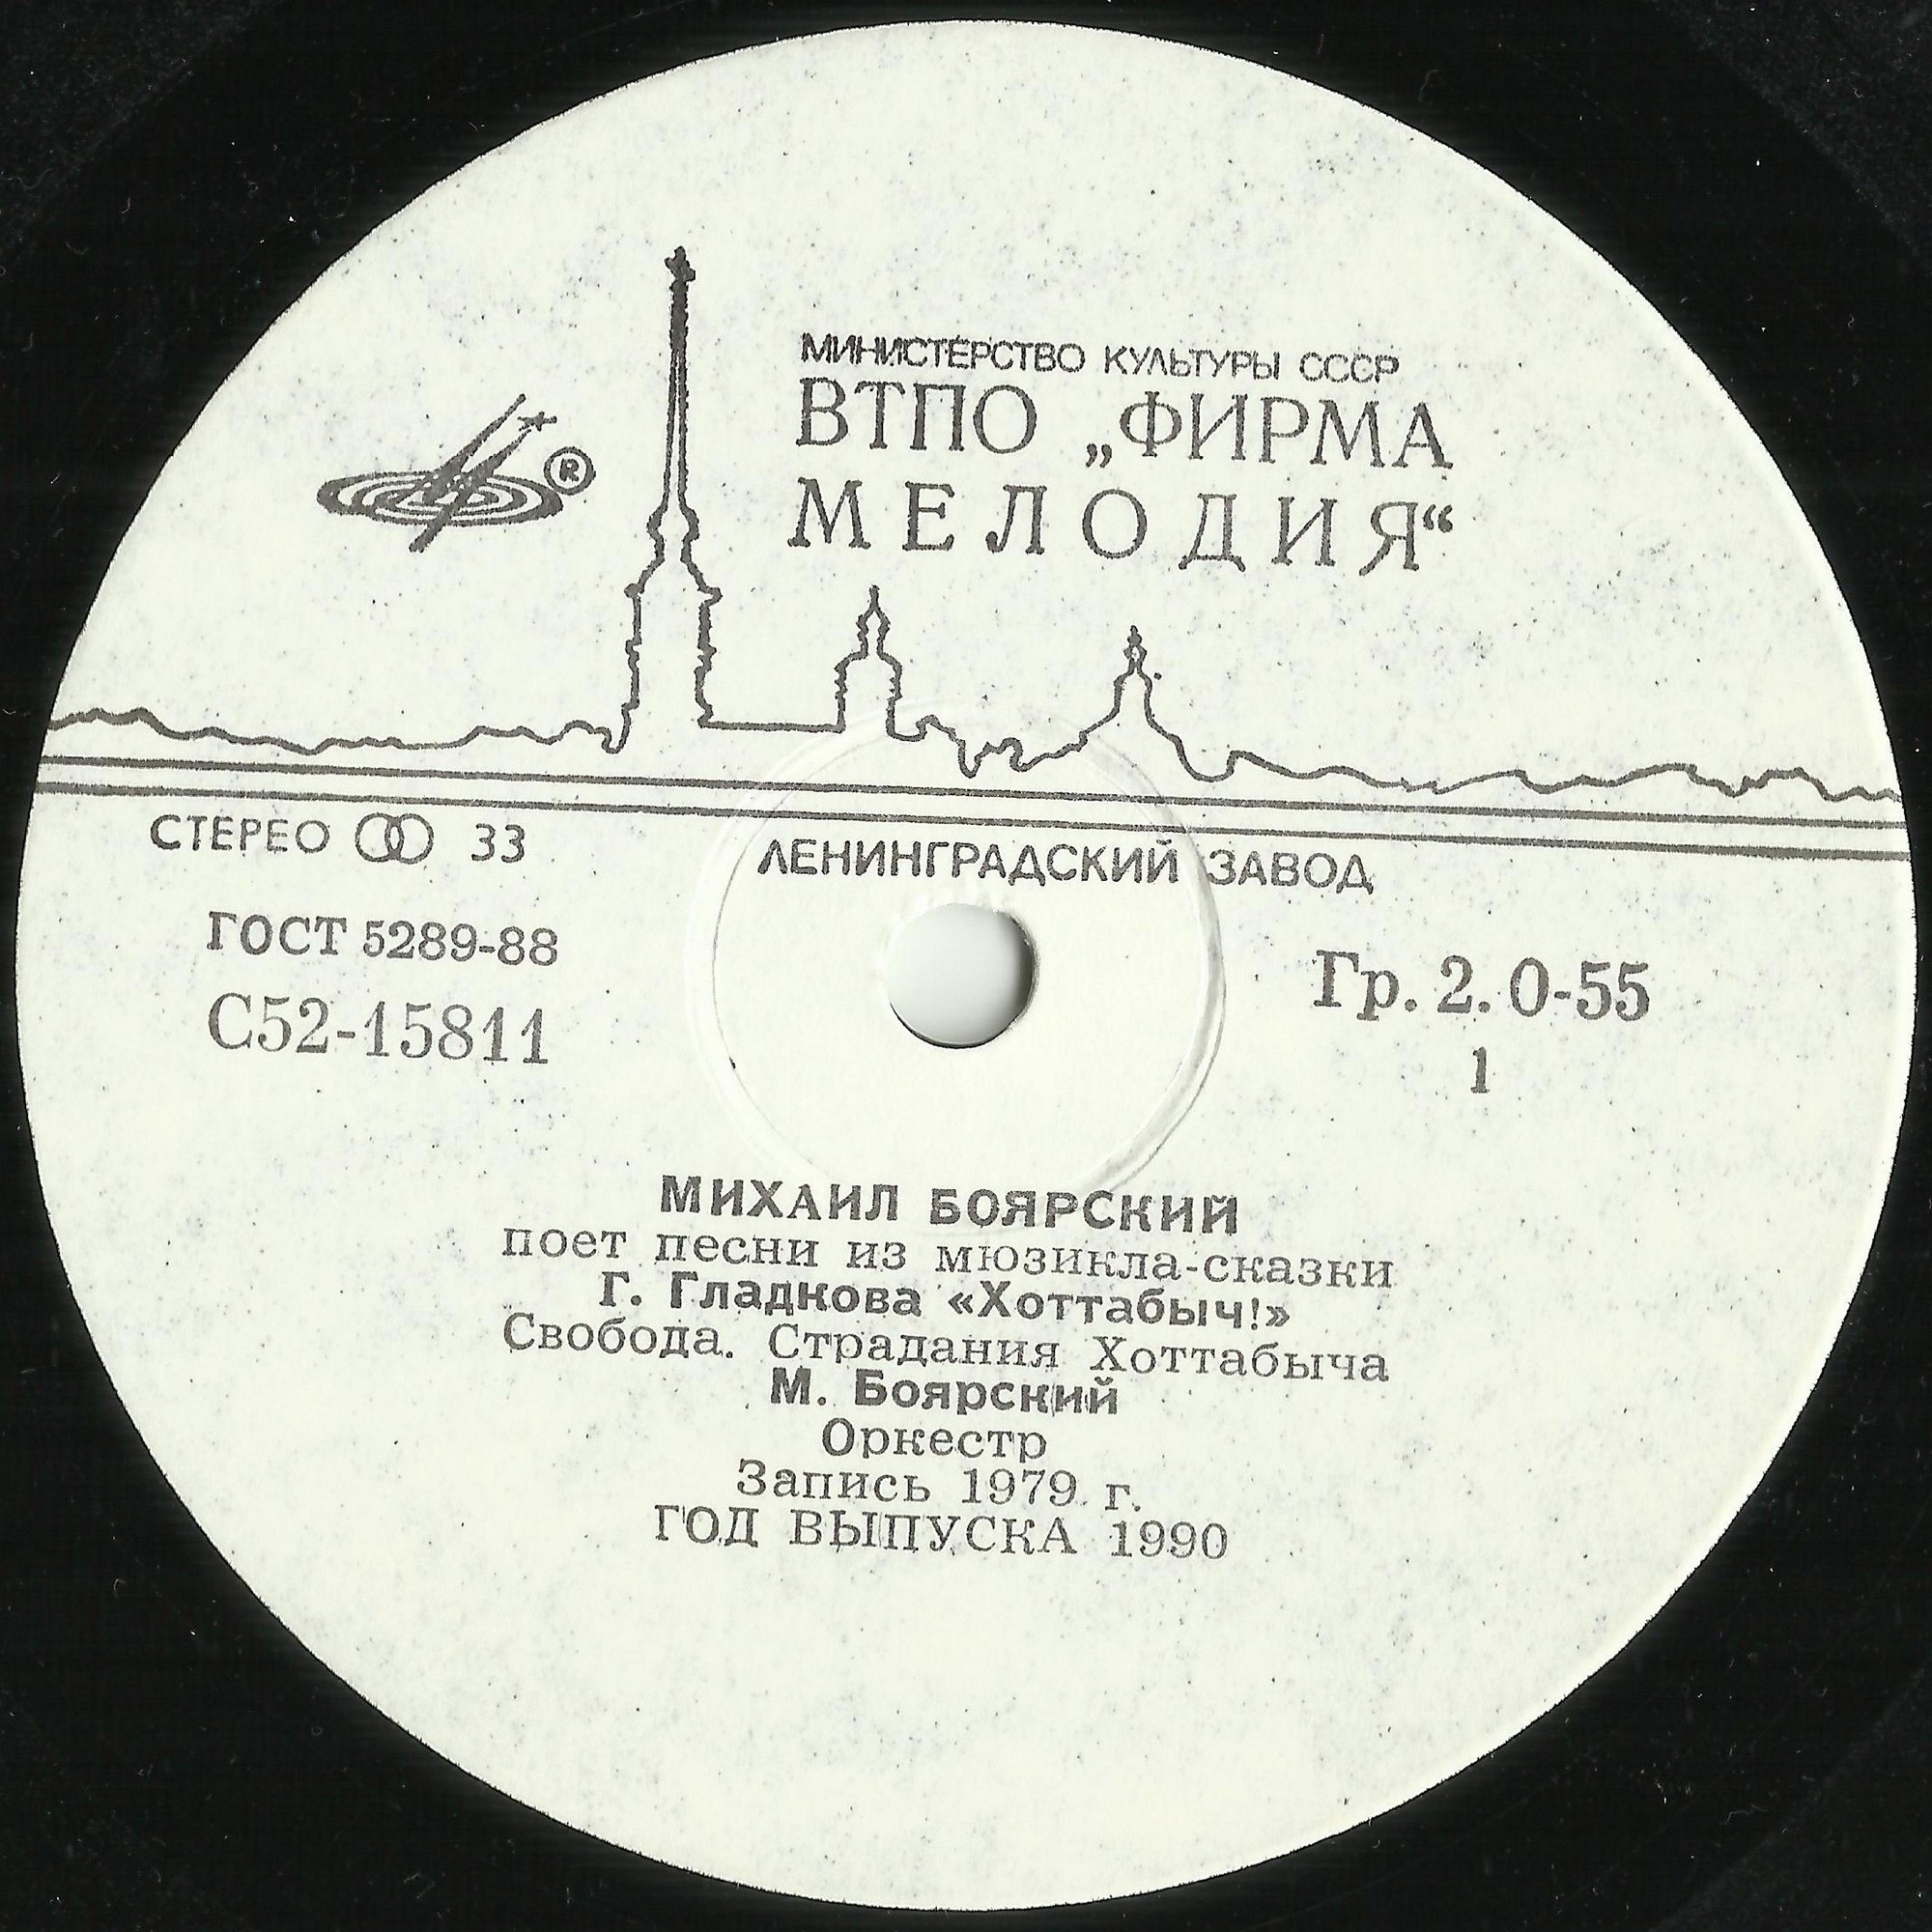 МИНИСТЕРСТВО КУЛЬТУРЫ СССР
ВТПО „ФИРМА
МЕЛОДИЯ“
®
СТЕРЕО 33
ЛЕНИНГРАДСКИЙ ЗАВОД
ГОСТ 5289-88
С52-15811
Гр. 2. 0-55
1
МИХАИЛ БОЯРСКИЙ
поет песни из мюзикла-сказки
Г. Гладкова «Хоттабыч!»
Свобода. Страдания Хоттабыча
М. Боярский
Оркестр
Запись 1979 г.
ГОД ВЫПУСКА 1990